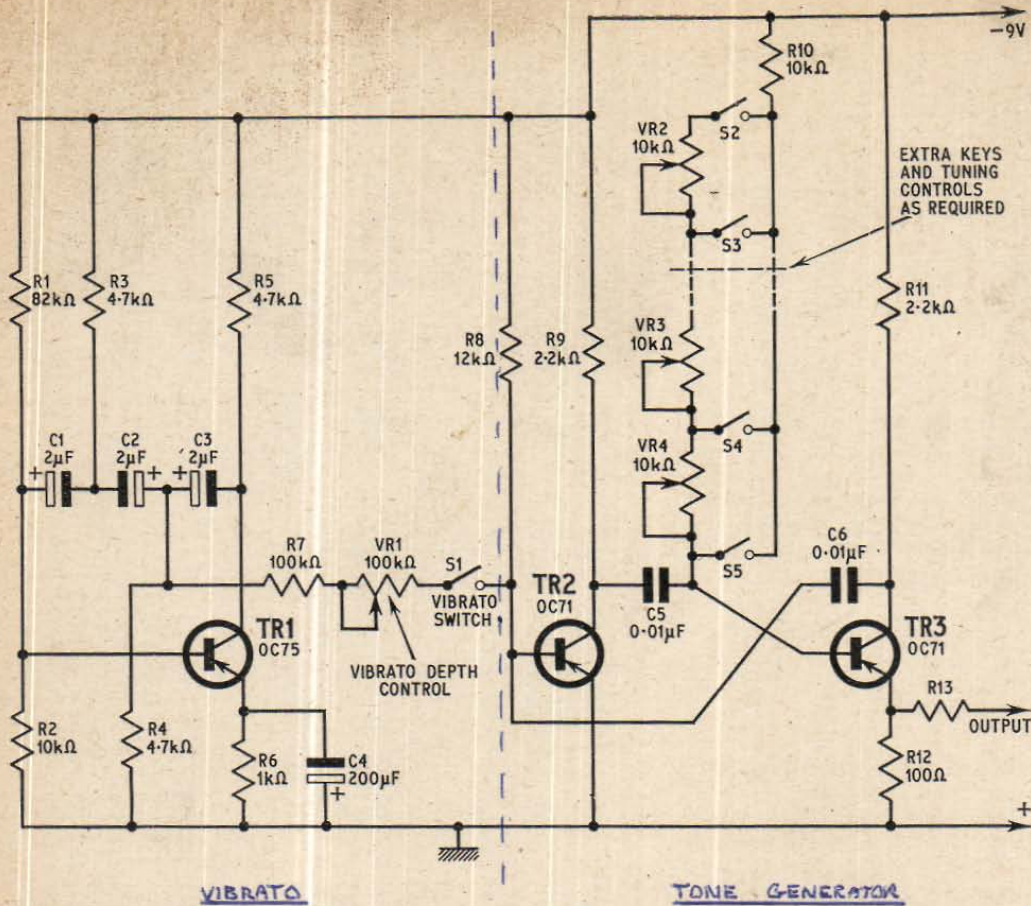 -9V
R10
10kΩ
VR2
10kΩ
S2
EXTRA KEYS
AND TUNING
CONTROLS
AS REQUIRED
S3
R1
82kΩ
R3
4·7kΩ
R5
4·7kΩ
R11
2·2kΩ
R8
12kΩ
R9
2·2kΩ
VR3
10kΩ
C1
2μF
C2
2μF
C3
2μF
+
+
+
S4
VR4
10kΩ
R7
100kΩ
VR1
100kΩ
S1
VIBRATO
SWITCH
S5
C6
0·01μF
TR1
OC75
TR2
OC71
C5
0·01μF
TR3
OC71
VIBRATO DEPTH
CONTROL
R13
OUTPUT
R2
10kΩ
R4
4·7kΩ
R6
1kΩ
C4
200μF
+
R12
100Ω
+
VIBRATO
TONE GENERATOR